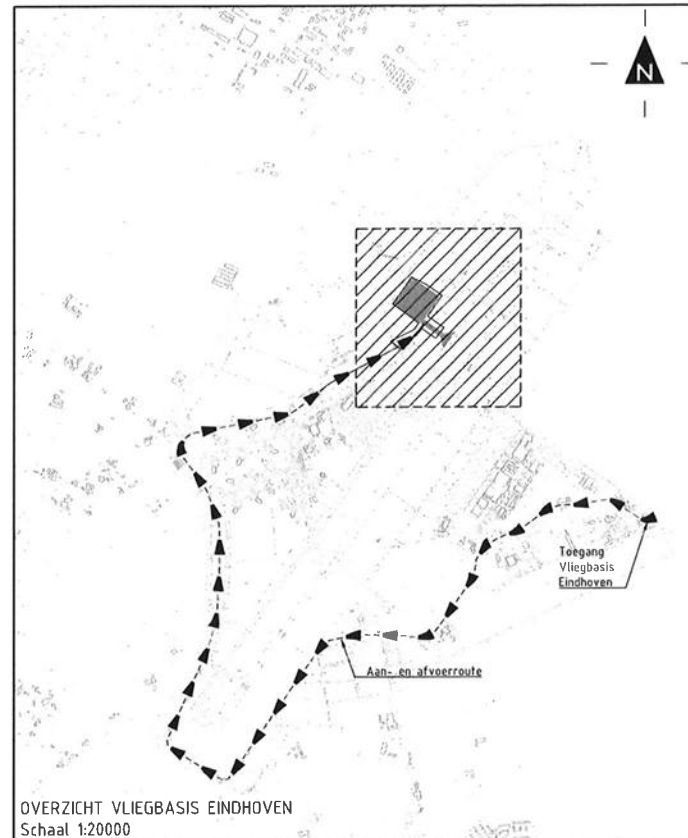 N
Toegang
Vliegbasis
Eindhoven
Aan- en afvoerroute
OVERZICHT VLIEGBASIS EINDHOVEN
Schaal 1:20000